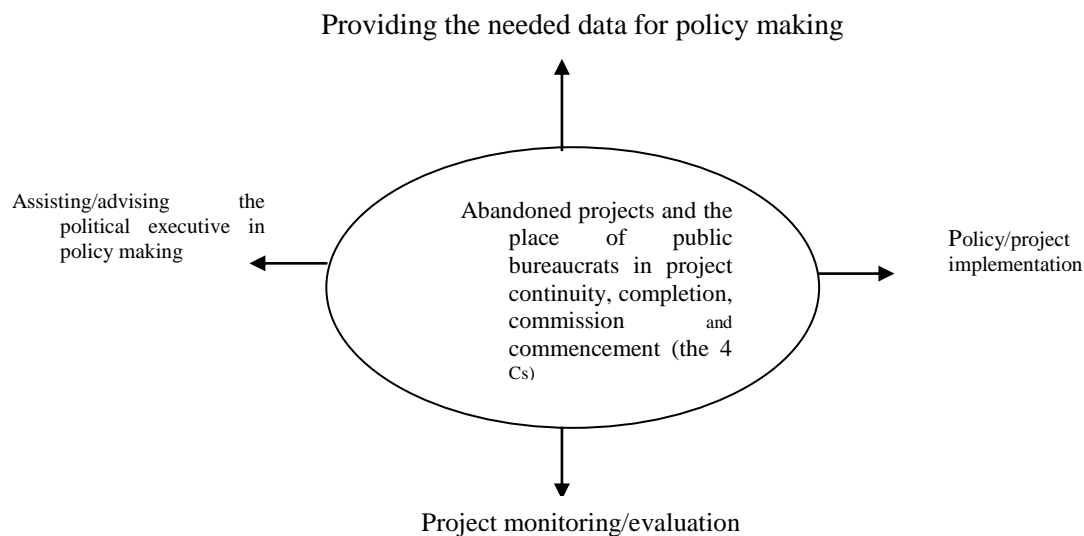 Providing the needed data for policy making
Assisting/advising the
political executive in
policy making
Abandoned projects and the
place of public
bureaucrats in project
continuity, completion,
commission and
commencement (the 4
Cs)
Policy/project
implementation
Project monitoring/evaluation